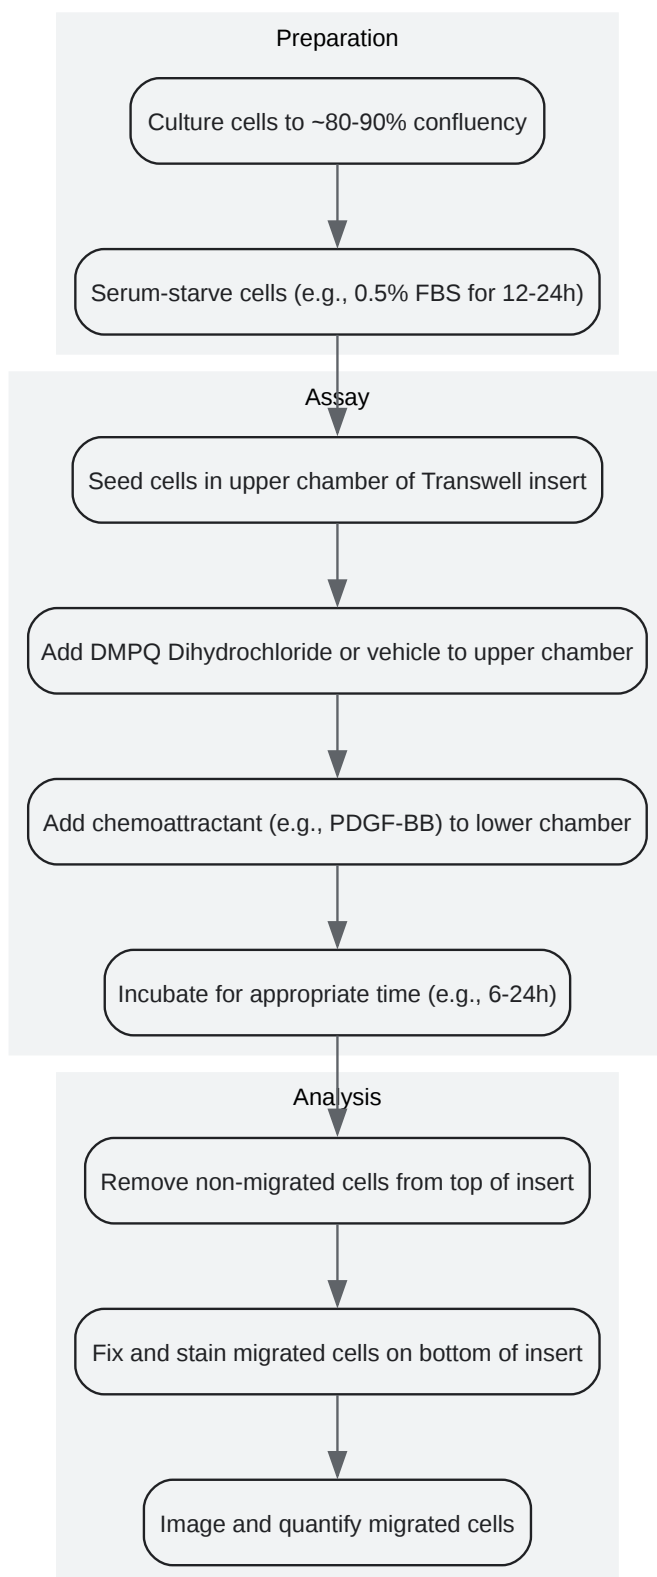 Preparation
Culture cells to ~80-90% confluency
Serum-starve cells (e.g., 0.5% FBS for 12-24h)
Assay
Seed cells in upper chamber of Transwell insert
Add DMPQ Dihydrochloride or vehicle to upper chamber
Add chemoattractant (e.g., PDGF-BB) to lower chamber
Incubate for appropriate time (e.g., 6-24h)
Analysis
Remove non-migrated cells from top of insert
Fix and stain migrated cells on bottom of insert
Image and quantify migrated cells